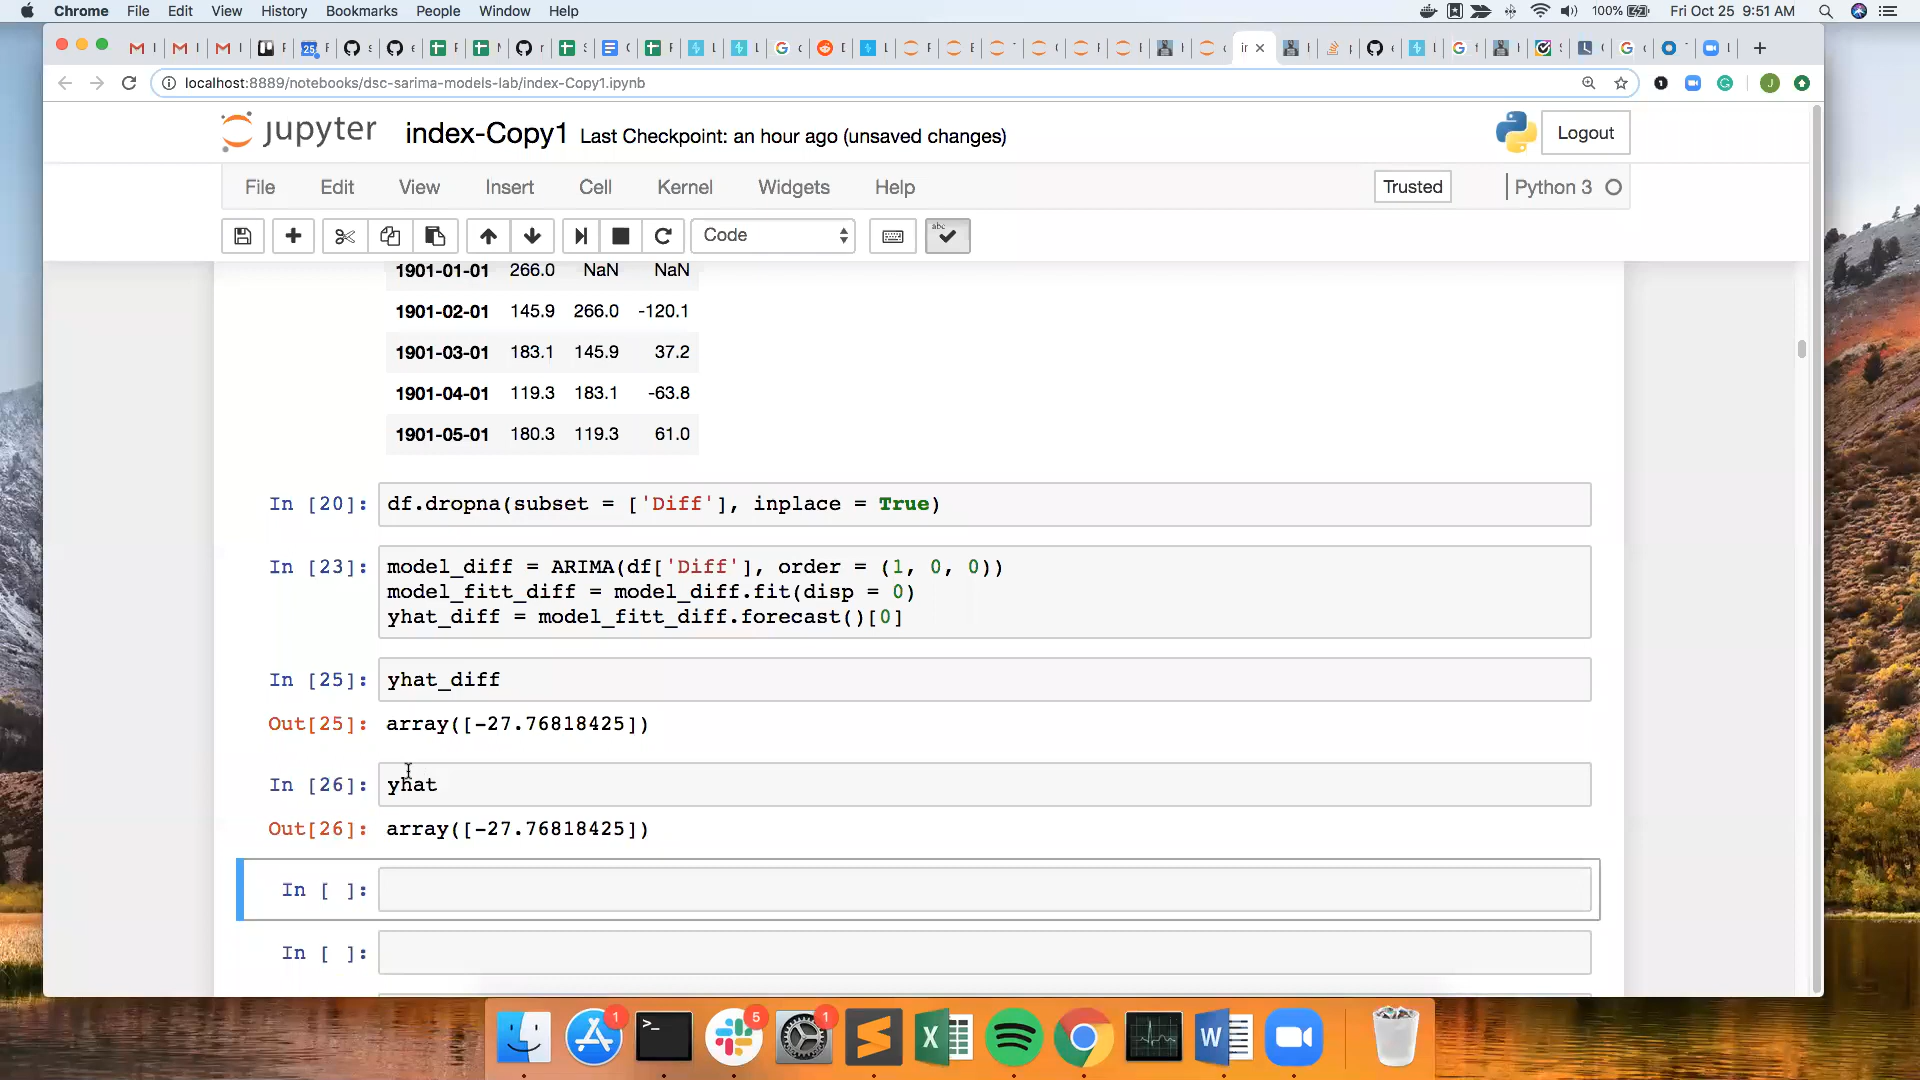 Chrome File Edit View History Bookmarks People Window Help 100% Fri Oct 25 9:51 AM
localhost:8889/notebooks/dsc-sarima-models-lab/index-Copy1.ipynb
jupyter index-Copy1 Last Checkpoint: an hour ago (unsaved changes) Logout
File Edit View Insert Cell Kernel Widgets Help Trusted Python 3
Code
1901-01-01 266.0 NaN NaN
1901-02-01 145.9 266.0 -120.1
1901-03-01 183.1 145.9 37.2
1901-04-01 119.3 183.1 -63.8
1901-05-01 180.3 119.3 61.0
In [20]: df.dropna(subset = ['Diff'], inplace = True)
In [23]: model_diff = ARIMA(df['Diff'], order = (1, 0, 0))
model_fitt_diff = model_diff.fit(disp = 0)
yhat_diff = model_fitt_diff.forecast()[0]
In [25]: yhat_diff
Out[25]: array([-27.76818425])
In [26]: yhat
Out[26]: array([-27.76818425])
In [ ]:
In [ ]:
1 5 1